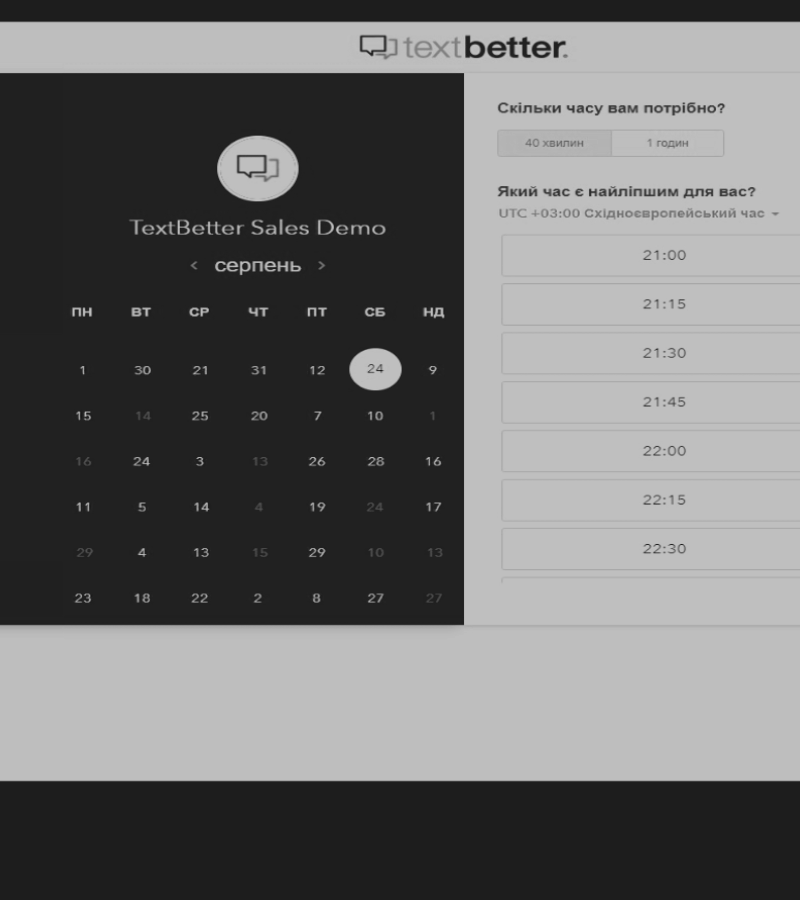 textbetter.
TextBetter Sales Demo
< серпень >
ПН ВТ СР ЧТ ПТ СБ НД
1 30 21 31 12 24 9
15 14 25 20 7 10 1
16 24 3 13 26 28 16
11 5 14 4 19 24 17
29 4 13 15 29 10 13
23 18 22 2 8 27 27
Скільки часу вам потрібно?
40 хвилин 1 годин
Який час є найліпшим для вас?
UTC +03:00 Східноєвропейський час
21:00
21:15
21:30
21:45
22:00
22:15
22:30